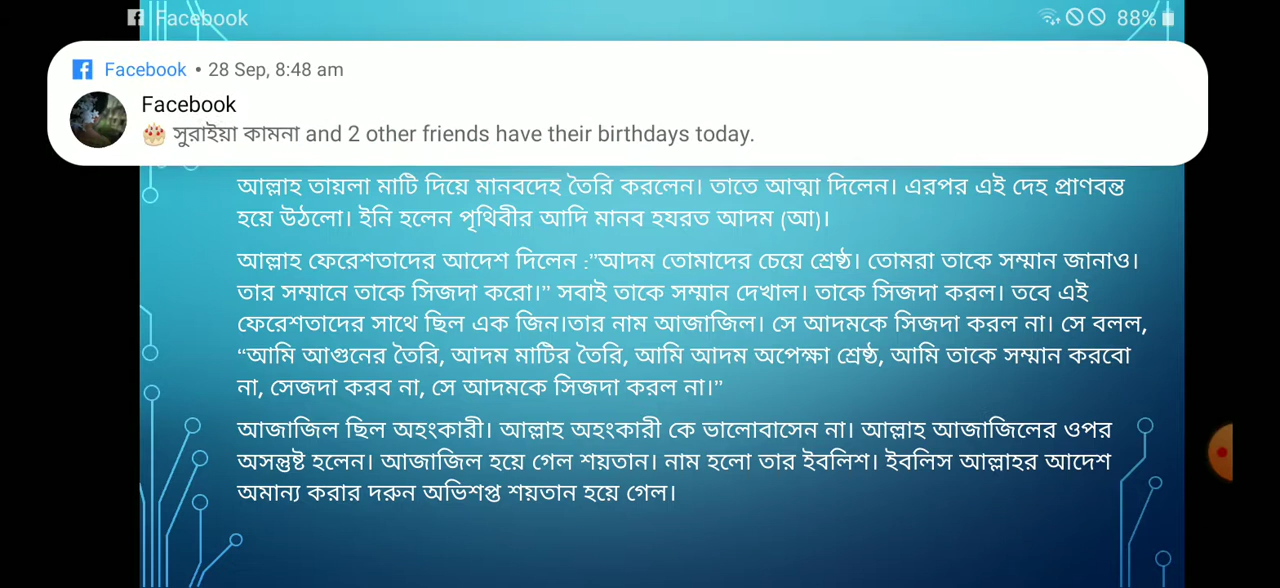 Facebook
88%
Facebook • 28 Sep, 8:48 am
Facebook
🎂 সুরাইয়া কামনা and 2 other friends have their birthdays today.
আল্লাহ তায়লা মাটি দিয়ে মানবদেহ তৈরি করলেন। তাতে আত্মা দিলেন। এরপর এই দেহ প্রাণবন্ত
হয়ে উঠলো। ইনি হলেন পৃথিবীর আদি মানব হযরত আদম (আ)।
আল্লাহ ফেরেশতাদের আদেশ দিলেন :”আদম তোমাদের চেয়ে শ্রেষ্ঠ। তোমরা তাকে সম্মান জানাও।
তার সম্মানে তাকে সিজদা করো।” সবাই তাকে সম্মান দেখাল। তাকে সিজদা করল। তবে এই
ফেরেশতাদের সাথে ছিল এক জিন।তার নাম আজাজিল। সে আদমকে সিজদা করল না। সে বলল,
“আমি আগুনের তৈরি, আদম মাটির তৈরি, আমি আদম অপেক্ষা শ্রেষ্ঠ, আমি তাকে সম্মান করবো
না, সেজদা করব না, সে আদমকে সিজদা করল না।”
আজাজিল ছিল অহংকারী। আল্লাহ অহংকারী কে ভালোবাসেন না। আল্লাহ আজাজিলের ওপর
অসন্তুষ্ট হলেন। আজাজিল হয়ে গেল শয়তান। নাম হলো তার ইবলিশ। ইবলিস আল্লাহর আদেশ
অমান্য করার দরুন অভিশপ্ত শয়তান হয়ে গেল।